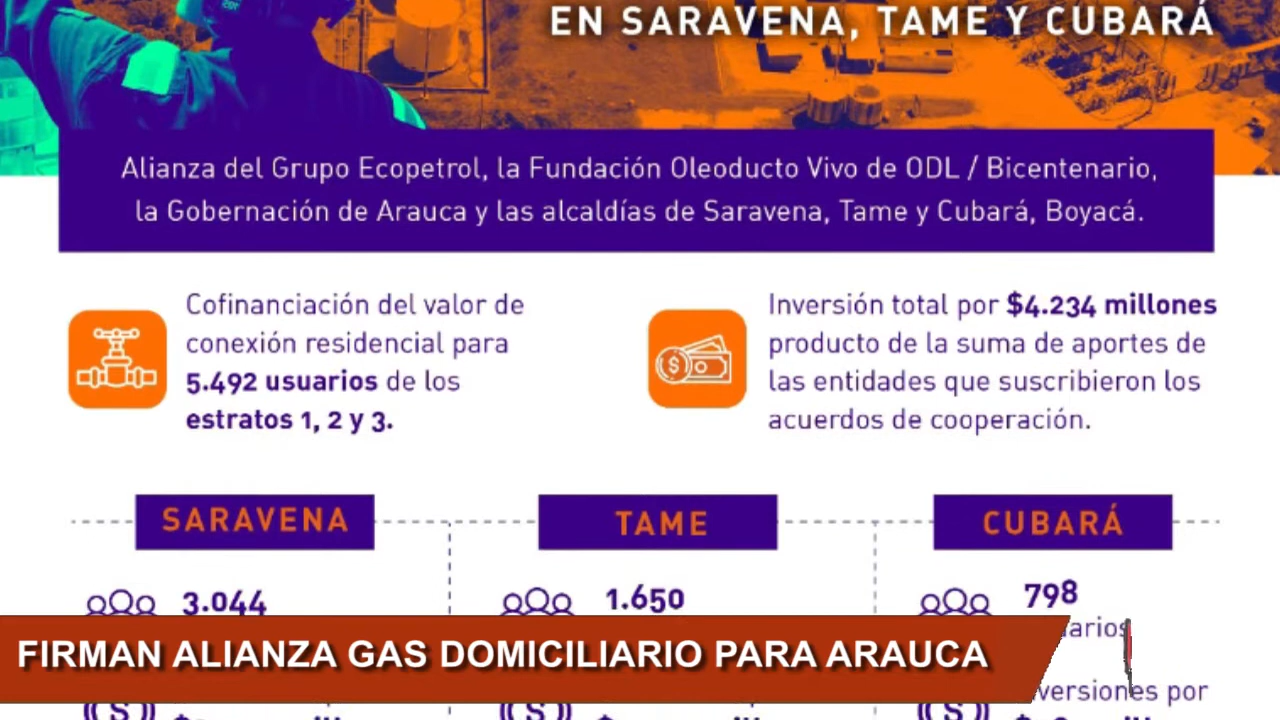 EN SARAVENA, TAME Y CUBARÁ
Alianza del Grupo Ecopetrol, la Fundación Oleoducto Vivo de ODL / Bicentenario,
la Gobernación de Arauca y las alcaldías de Saravena, Tame y Cubará, Boyacá.
Cofinanciación del valor de
conexión residencial para
5.492 usuarios de los
estratos 1, 2 y 3.
Inversión total por $4.234 millones
producto de la suma de aportes de
las entidades que suscribieron los
acuerdos de cooperación.
SARAVENA
TAME
CUBARÁ
3.044
1.650
798
FIRMAN ALIANZA GAS DOMICILIARIO PARA ARAUCA
por